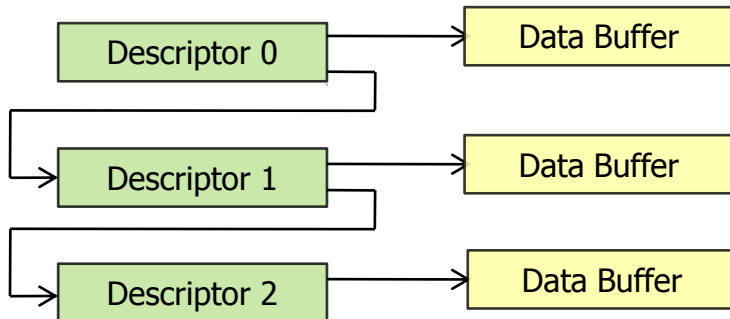 Descriptor 0
Data Buffer
Descriptor 1
Data Buffer
Descriptor 2
Data Buffer